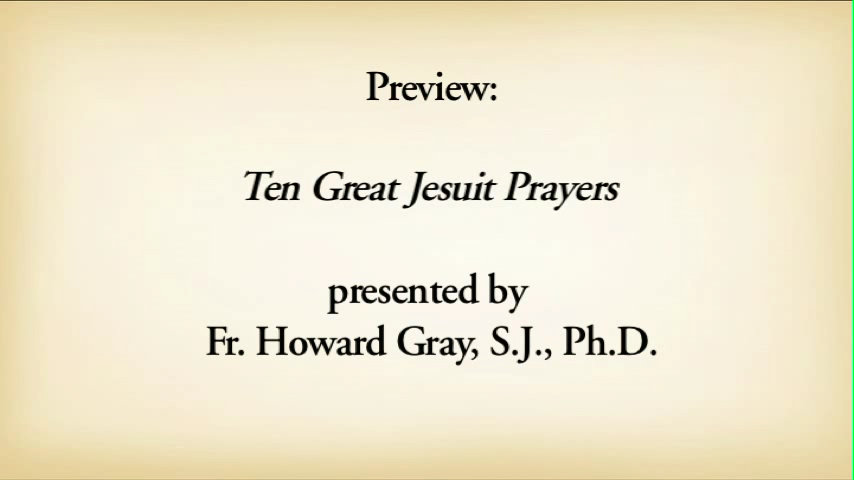 Preview:
Ten Great Jesuit Prayers
presented by
Fr. Howard Gray, S.J., Ph.D.